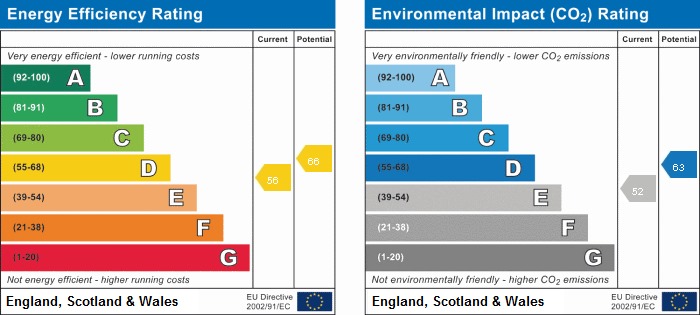 Energy Efficiency Rating
Current Potential
Very energy efficient - lower running costs
(92-100) A
(81-91) B
(69-80) C
(55-68) D
(39-54) E
(21-38) F
(1-20) G
56
66
Not energy efficient - higher running costs
England, Scotland & Wales
EU Directive
2002/91/EC
Environmental Impact (CO2) Rating
Current Potential
Very environmentally friendly - lower CO2 emissions
(92-100) A
(81-91) B
(69-80) C
(55-68) D
(39-54) E
(21-38) F
(1-20) G
52
63
Not environmentally friendly - higher CO2 emissions
England, Scotland & Wales
EU Directive
2002/91/EC